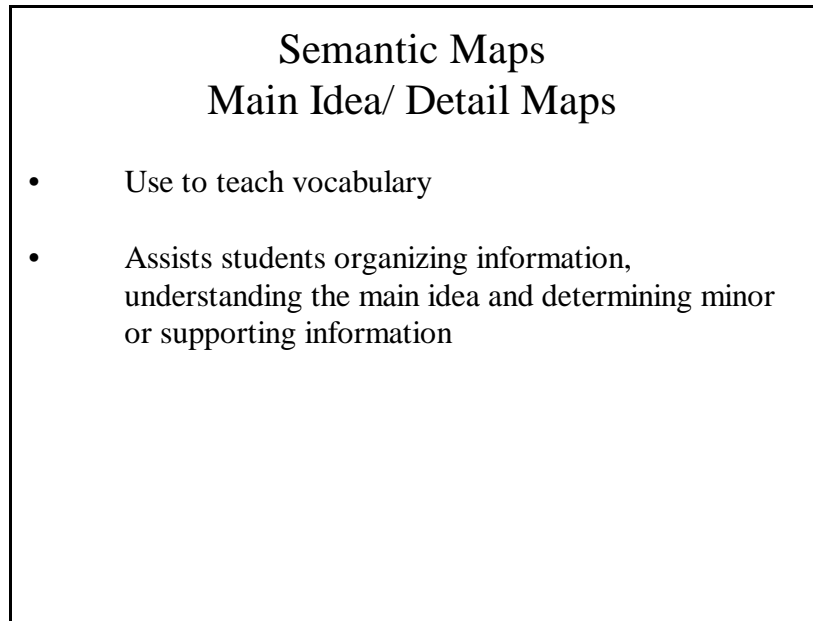 Semantic Maps
Main Idea/ Detail Maps
• Use to teach vocabulary
• Assists students organizing information,
understanding the main idea and determining minor
or supporting information